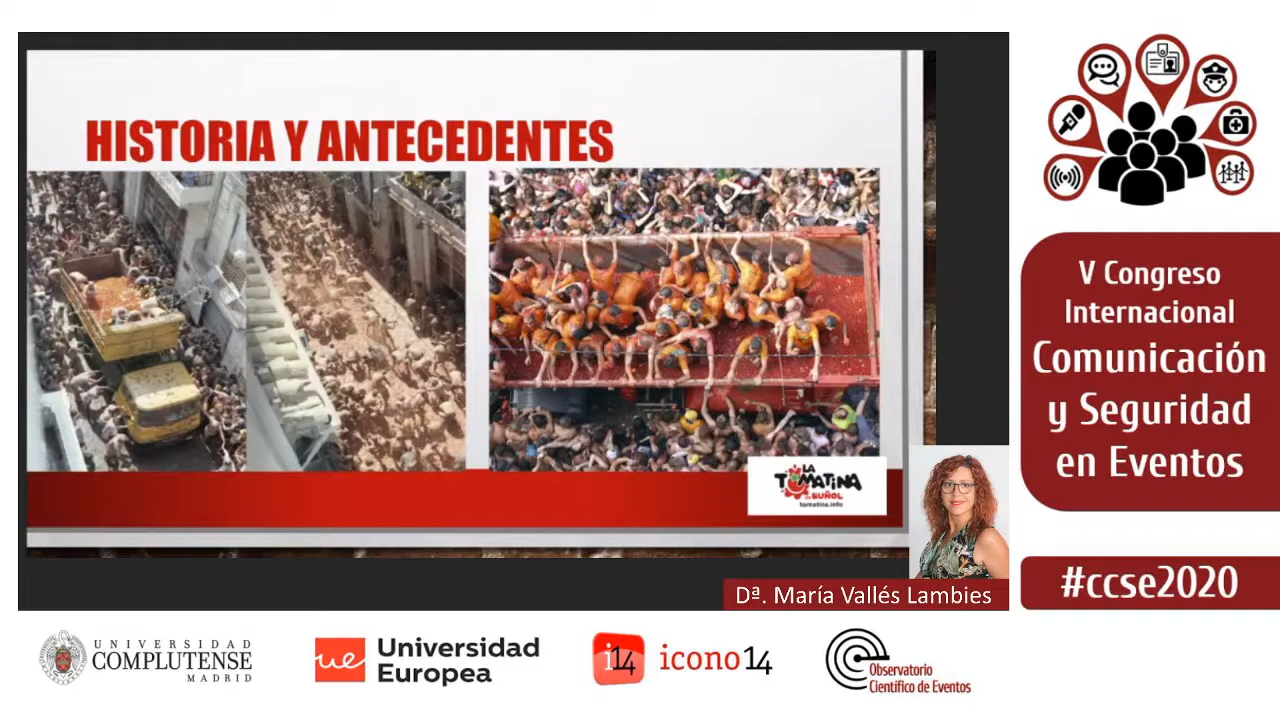 HISTORIA Y ANTECEDENTES
LA
TOMATINA
BUÑOL
tomatina.info
Dª. María Vallés Lambies
V Congreso
Internacional
Comunicación
y Seguridad
en Eventos
#ccse2020
UNIVERSIDAD
COMPLUTENSE
MADRID
ue
Universidad
Europea
i14
icono14
Observatorio
Científico de Eventos